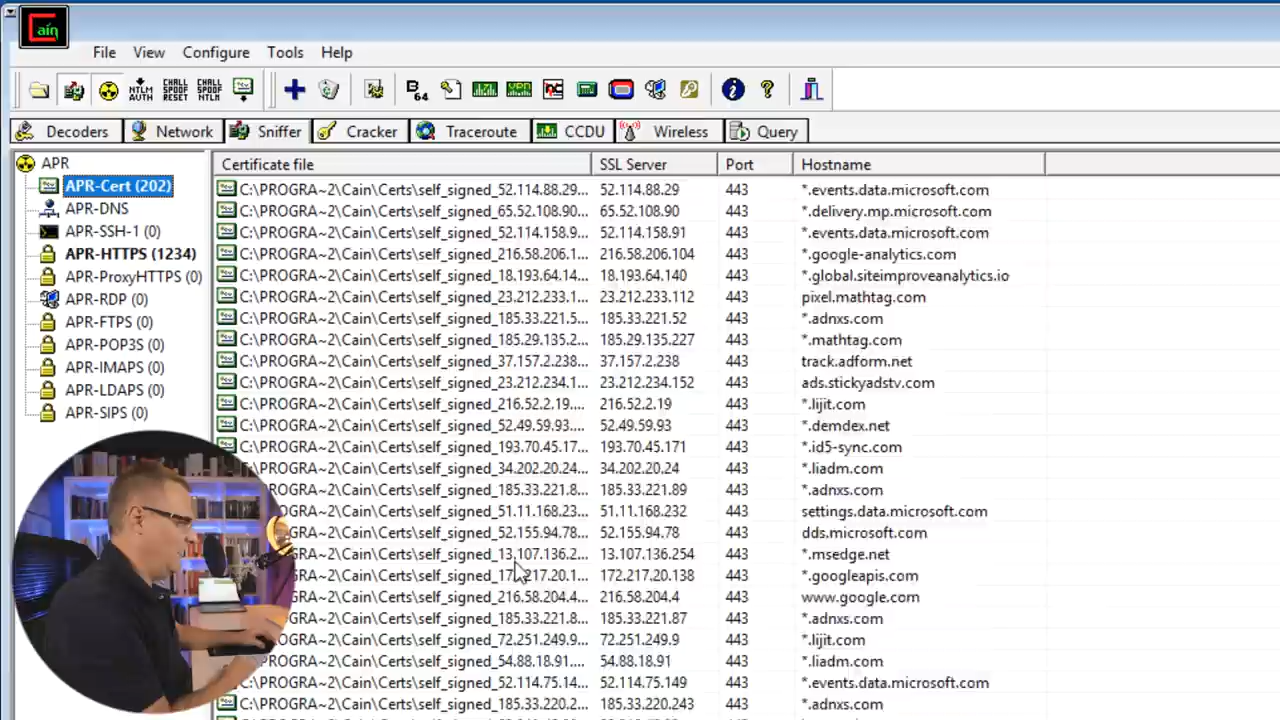 Cain
File View Configure Tools Help
NTLM AUTH CHALL SPOOF RESET CHALL SPOOF NTLM B64
Decoders Network Sniffer Cracker Traceroute CCDU Wireless Query
APR
APR-Cert (202)
APR-DNS
APR-SSH-1 (0)
APR-HTTPS (1234)
APR-ProxyHTTPS (0)
APR-RDP (0)
APR-FTPS (0)
APR-POP3S (0)
APR-IMAPS (0)
APR-LDAPS (0)
APR-SIPS (0)
Certificate file SSL Server Port Hostname
C:\PROGRA~2\Cain\Certs\self_signed_52.114.88.29... 52.114.88.29 443 *.events.data.microsoft.com
C:\PROGRA~2\Cain\Certs\self_signed_65.52.108.90... 65.52.108.90 443 *.delivery.mp.microsoft.com
C:\PROGRA~2\Cain\Certs\self_signed_52.114.158.9... 52.114.158.91 443 *.events.data.microsoft.com
C:\PROGRA~2\Cain\Certs\self_signed_216.58.206.1... 216.58.206.104 443 *.google-analytics.com
C:\PROGRA~2\Cain\Certs\self_signed_18.193.64.14... 18.193.64.140 443 *.global.siteimproveanalytics.io
C:\PROGRA~2\Cain\Certs\self_signed_23.212.233.1... 23.212.233.112 443 pixel.mathtag.com
C:\PROGRA~2\Cain\Certs\self_signed_185.33.221.5... 185.33.221.52 443 *.adnxs.com
C:\PROGRA~2\Cain\Certs\self_signed_185.29.135.2... 185.29.135.227 443 *.mathtag.com
C:\PROGRA~2\Cain\Certs\self_signed_37.157.2.238... 37.157.2.238 443 track.adform.net
C:\PROGRA~2\Cain\Certs\self_signed_23.212.234.1... 23.212.234.152 443 ads.stickyadstv.com
C:\PROGRA~2\Cain\Certs\self_signed_216.52.2.19.... 216.52.2.19 443 *.lijit.com
C:\PROGRA~2\Cain\Certs\self_signed_52.49.59.93.... 52.49.59.93 443 *.demdex.net
C:\PROGRA~2\Cain\Certs\self_signed_193.70.45.17... 193.70.45.171 443 *.id5-sync.com
PROGRA~2\Cain\Certs\self_signed_34.202.20.24... 34.202.20.24 443 *.liadm.com
PROGRA~2\Cain\Certs\self_signed_185.33.221.8... 185.33.221.89 443 *.adnxs.com
PROGRA~2\Cain\Certs\self_signed_51.11.168.23... 51.11.168.232 443 settings.data.microsoft.com
\Cain\Certs\self_signed_52.155.94.78... 52.155.94.78 443 dds.microsoft.com
\Cain\Certs\self_signed_13.107.136.2... 13.107.136.254 443 *.msedge.net
\Cain\Certs\self_signed_172.217.20.1... 172.217.20.138 443 *.googleapis.com
\Cain\Certs\self_signed_216.58.204.4... 216.58.204.4 443 www.google.com
\Cain\Certs\self_signed_185.33.221.8... 185.33.221.87 443 *.adnxs.com
\Cain\Certs\self_signed_72.251.249.9... 72.251.249.9 443 *.lijit.com
\Cain\Certs\self_signed_54.88.18.91.... 54.88.18.91 443 *.liadm.com
PROGRA~2\Cain\Certs\self_signed_52.114.75.14... 52.114.75.149 443 *.events.data.microsoft.com
C:\PROGRA~2\Cain\Certs\self_signed_185.33.220.2... 185.33.220.243 443 *.adnxs.com